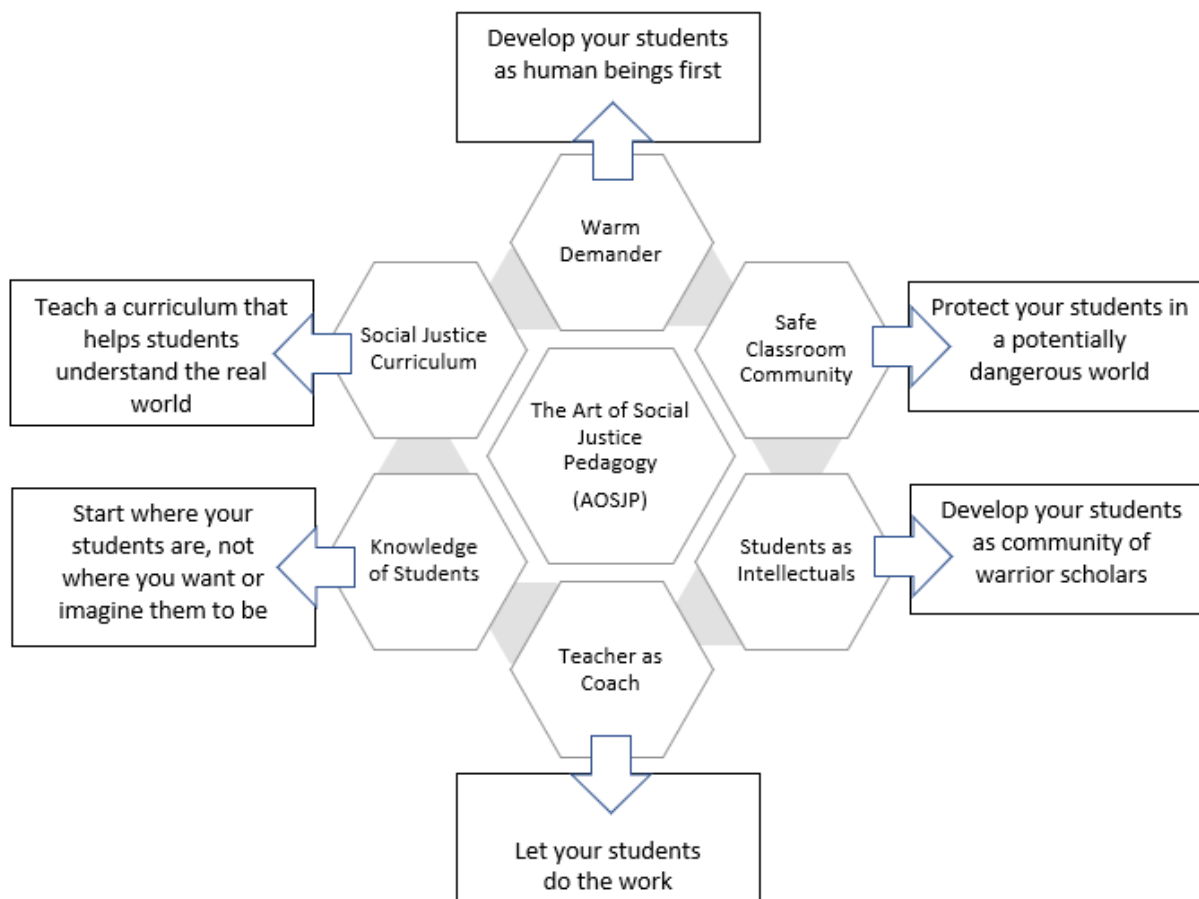 Develop your students
as human beings first
Warm
Demander
Teach a curriculum that
helps students
understand the real
world
Social Justice
Curriculum
Safe
Classroom
Community
Protect your students in
a potentially
dangerous world
The Art of Social
Justice
Pedagogy
(AOSJP)
Start where your
students are, not
where you want or
imagine them to be
Knowledge
of Students
Students as
Intellectuals
Develop your students
as community of
warrior scholars
Teacher as
Coach
Let your students
do the work